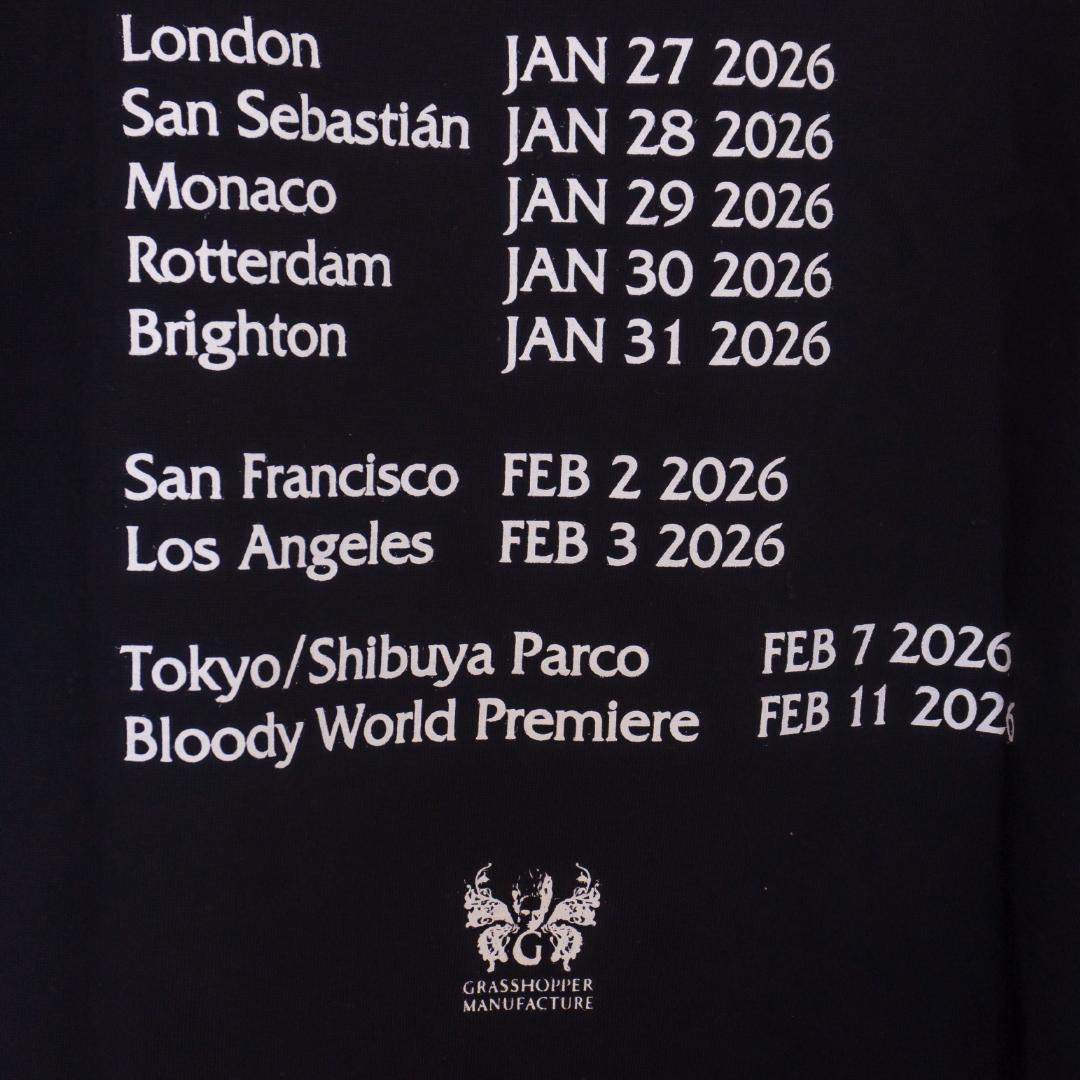 London JAN 27 2026
San Sebastián JAN 28 2026
Monaco JAN 29 2026
Rotterdam JAN 30 2026
Brighton JAN 31 2026
San Francisco FEB 2 2026
Los Angeles FEB 3 2026
Tokyo/Shibuya Parco FEB 7 2026
Bloody World Premiere FEB 11 2026
G
GRASSHOPPER
MANUFACTURE